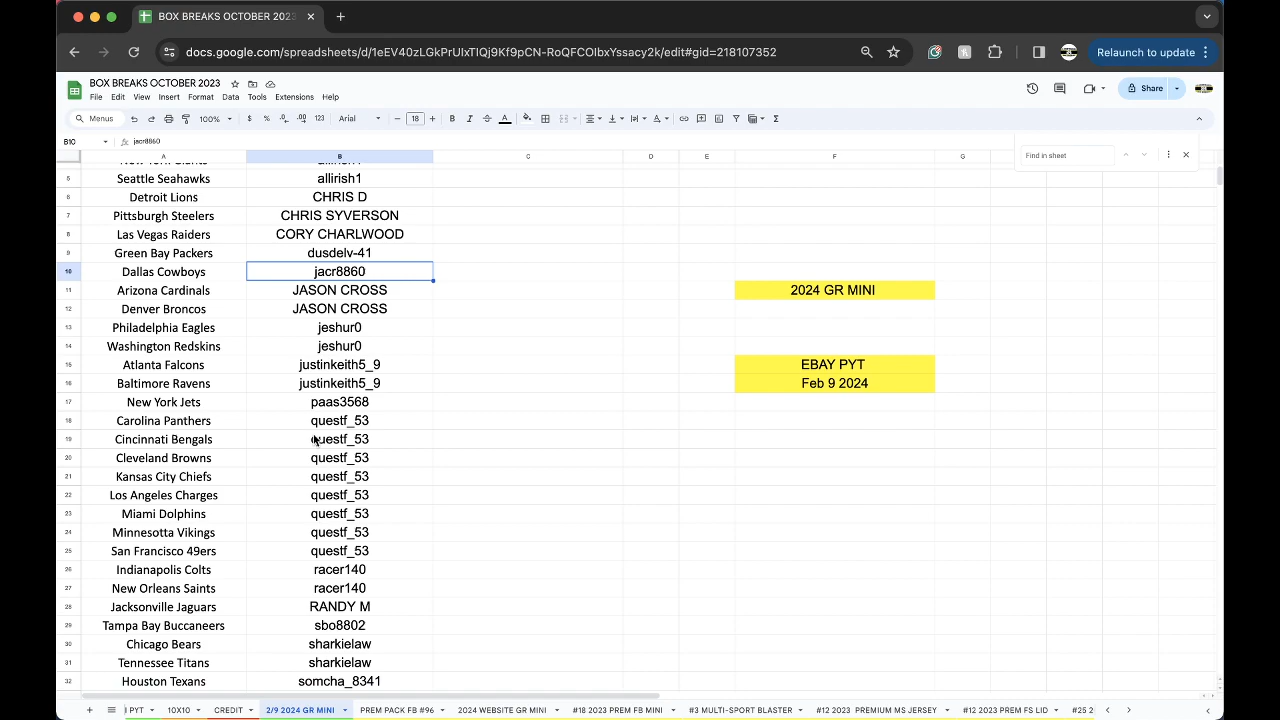 BOX BREAKS OCTOBER 2023
docs.google.com/spreadsheets/d/1eEV40zLGkPrUIxTIQj9Kf9pCN-RoQFCOIbxYssacy2k/edit#gid=218107352
Relaunch to update
BOX BREAKS OCTOBER 2023
File Edit View Insert Format Data Tools Extensions Help
Share
Menus 100% $ % .0 .00 123 Arial 18 B I S A
B10 fx jacr8860
Find in sheet
A B C D E F G
5 Seattle Seahawks allirish1
6 Detroit Lions CHRIS D
7 Pittsburgh Steelers CHRIS SYVERSON
8 Las Vegas Raiders CORY CHARLWOOD
9 Green Bay Packers dusdelv-41
10 Dallas Cowboys jacr8860
11 Arizona Cardinals JASON CROSS 2024 GR MINI
12 Denver Broncos JASON CROSS
13 Philadelphia Eagles jeshur0
14 Washington Redskins jeshur0
15 Atlanta Falcons justinkeith5_9 EBAY PYT
16 Baltimore Ravens justinkeith5_9 Feb 9 2024
17 New York Jets paas3568
18 Carolina Panthers questf_53
19 Cincinnati Bengals questf_53
20 Cleveland Browns questf_53
21 Kansas City Chiefs questf_53
22 Los Angeles Charges questf_53
23 Miami Dolphins questf_53
24 Minnesotta Vikings questf_53
25 San Francisco 49ers questf_53
26 Indianapolis Colts racer140
27 New Orleans Saints racer140
28 Jacksonville Jaguars RANDY M
29 Tampa Bay Buccaneers sbo8802
30 Chicago Bears sharkielaw
31 Tennessee Titans sharkielaw
32 Houston Texans somcha_8341
PYT 10X10 CREDIT 2/9 2024 GR MINI PREM PACK FB #96 2024 WEBSITE GR MINI #18 2023 PREM FB MINI #3 MULTI-SPORT BLASTER #12 2023 PREMIUM MS JERSEY #12 2023 PREM FS LID #25 2